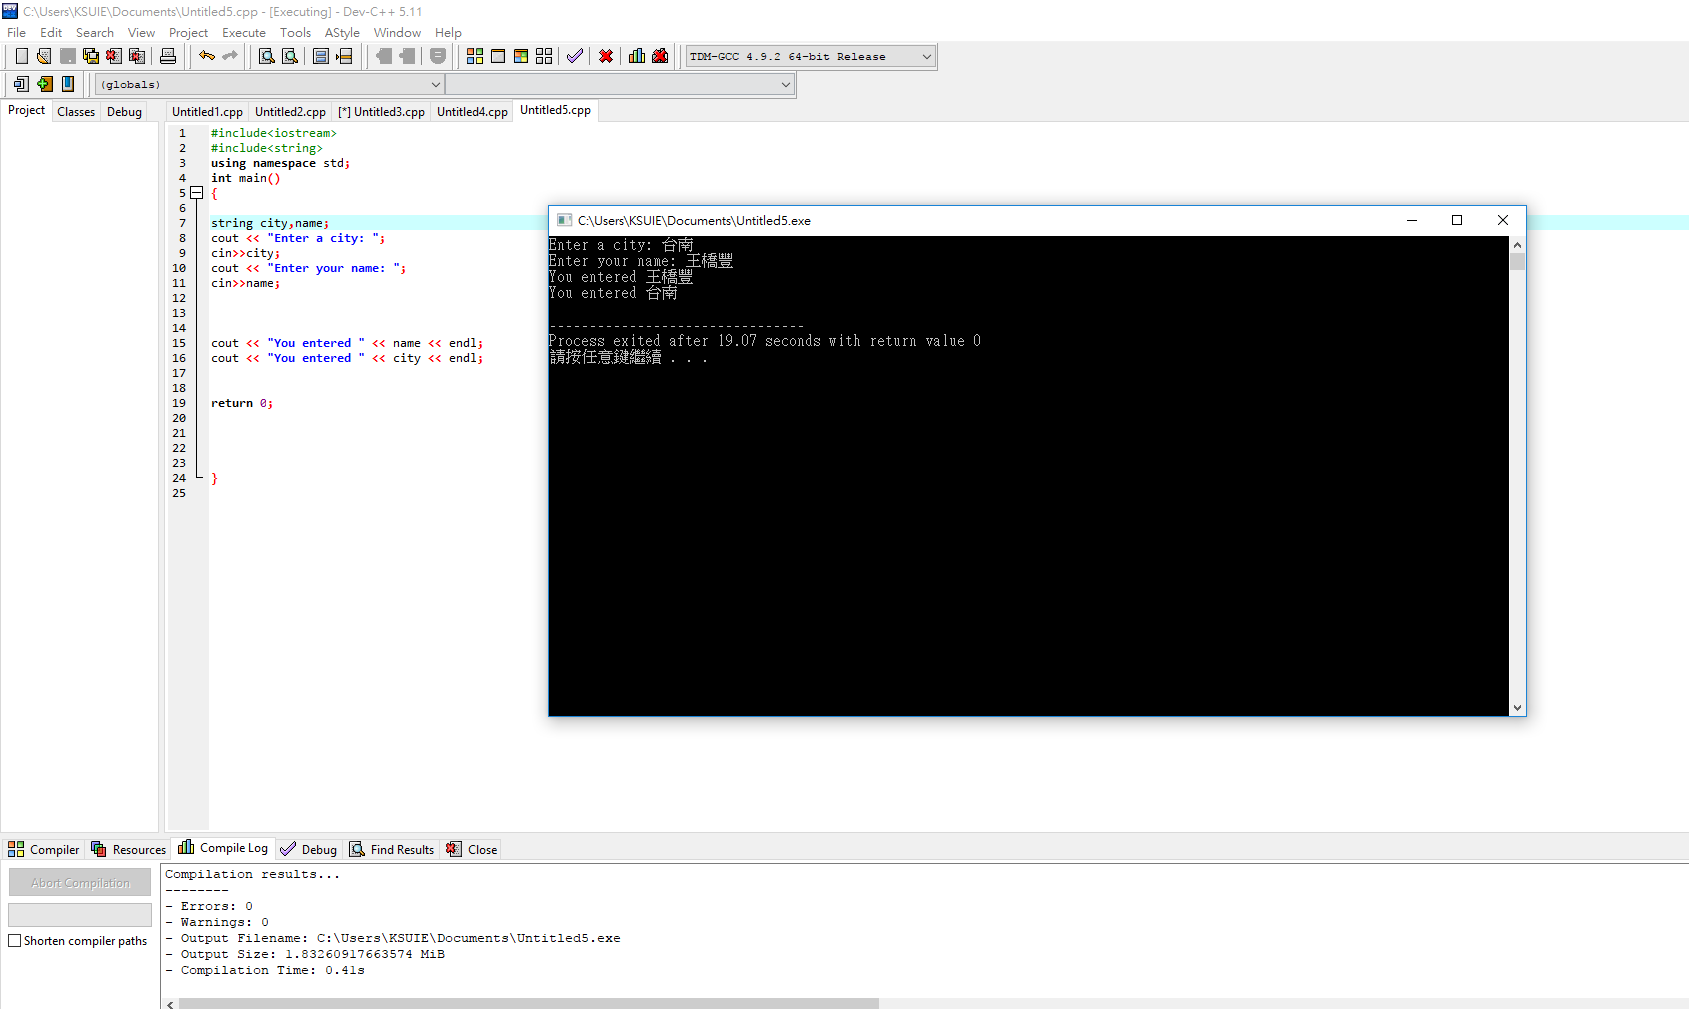 C:\Users\KSUIE\Documents\Untitled5.cpp - [Executing] - Dev-C++ 5.11
File Edit Search View Project Execute Tools AStyle Window Help
TDM-GCC 4.9.2 64-bit Release
(globals)
Project Classes Debug
Untitled1.cpp Untitled2.cpp [*] Untitled3.cpp Untitled4.cpp Untitled5.cpp
1 #include<iostream>
2 #include<string>
3 using namespace std;
4 int main()
5 {
6
7 string city,name;
8 cout << "Enter a city: ";
9 cin>>city;
10 cout << "Enter your name: ";
11 cin>>name;
12
13
14
15 cout << "You entered " << name << endl;
16 cout << "You entered " << city << endl;
17
18
19 return 0;
20
21
22
23
24 }
25
C:\Users\KSUIE\Documents\Untitled5.exe
Enter a city: 台南
Enter your name: 王橋豐
You entered 王橋豐
You entered 台南
--------------------------------
Process exited after 19.07 seconds with return value 0
請按任意鍵繼續 . . .
Compiler Resources Compile Log Debug Find Results Close
Abort Compilation
Shorten compiler paths
Compilation results...
--------
- Errors: 0
- Warnings: 0
- Output Filename: C:\Users\KSUIE\Documents\Untitled5.exe
- Output Size: 1.83260917663574 MiB
- Compilation Time: 0.41s